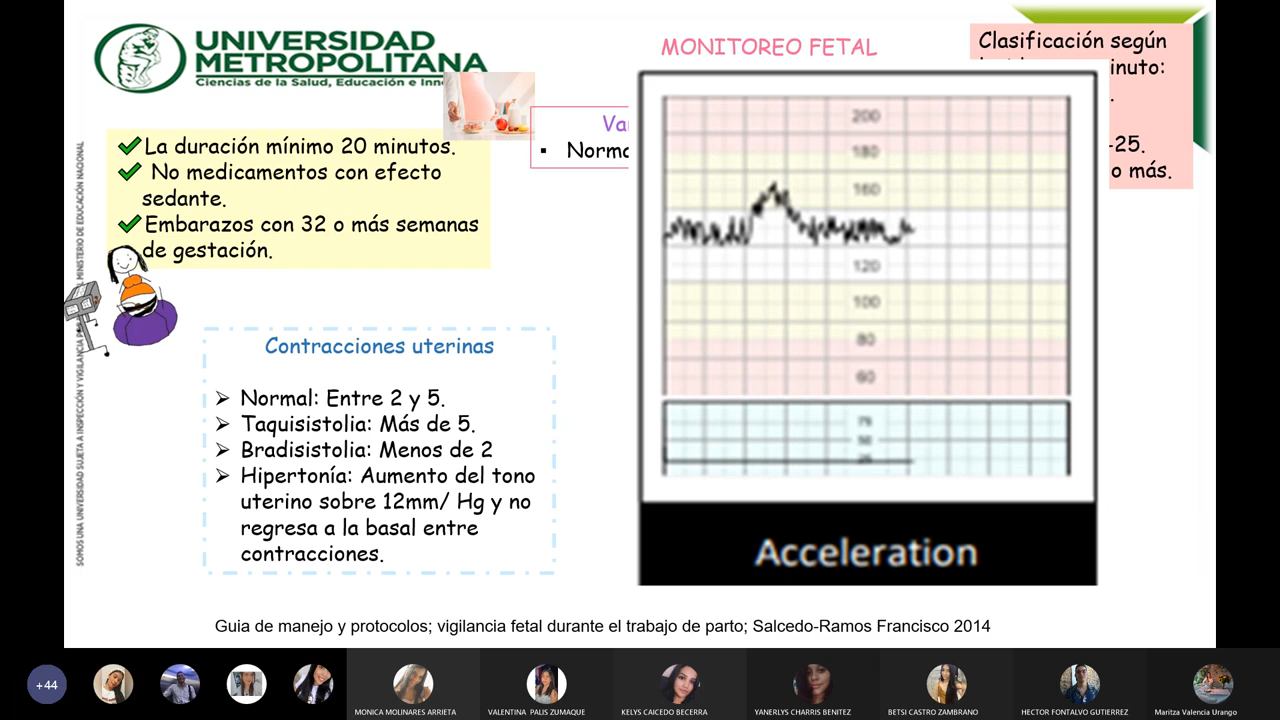 UNIVERSIDAD
METROPOLITANA
Ciencias de la Salud, Educación e
MONITOREO FETAL
Clasificación según
inuto:
-25.
o más.
La duración mínimo 20 minutos.
No medicamentos con efecto
sedante.
Embarazos con 32 o más semanas
de gestación.
SOMOS UNA UNIVERSIDAD SUJETA A INSPECCIÓN Y VIGILANCIA
MINISTERIO DE EDUCACIÓN NACIONAL
Contracciones uterinas
Normal: Entre 2 y 5.
Taquisistolia: Más de 5.
Bradisistolia: Menos de 2
Hipertonía: Aumento del tono
uterino sobre 12mm/ Hg y no
regresa a la basal entre
contracciones.
200
180
160
120
100
80
60
75
50
25
Acceleration
Guia de manejo y protocolos; vigilancia fetal durante el trabajo de parto; Salcedo-Ramos Francisco 2014
+44
MONICA MOLINARES ARRIETA
VALENTINA PALIS ZUMAQUE
KELYS CAICEDO BECERRA
YANERLYS CHARRIS BENITEZ
BETSI CASTRO ZAMBRANO
HECTOR FONTALVO GUTIERREZ
Maritza Valencia Urango